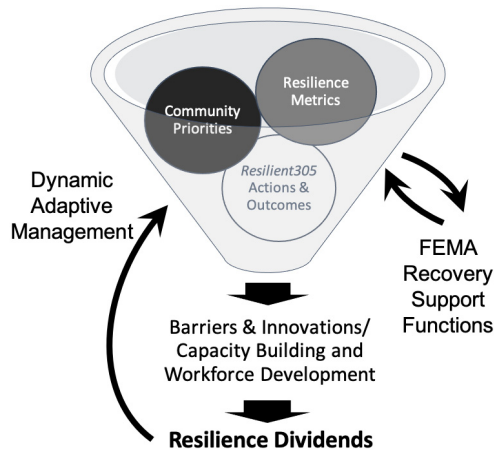 Resilience
Metrics
Community
Priorities
Resilient305
Actions &
Outcomes
Dynamic
Adaptive
Management
FEMA
Recovery
Support
Functions
Barriers & Innovations/
Capacity Building and
Workforce Development
Resilience Dividends